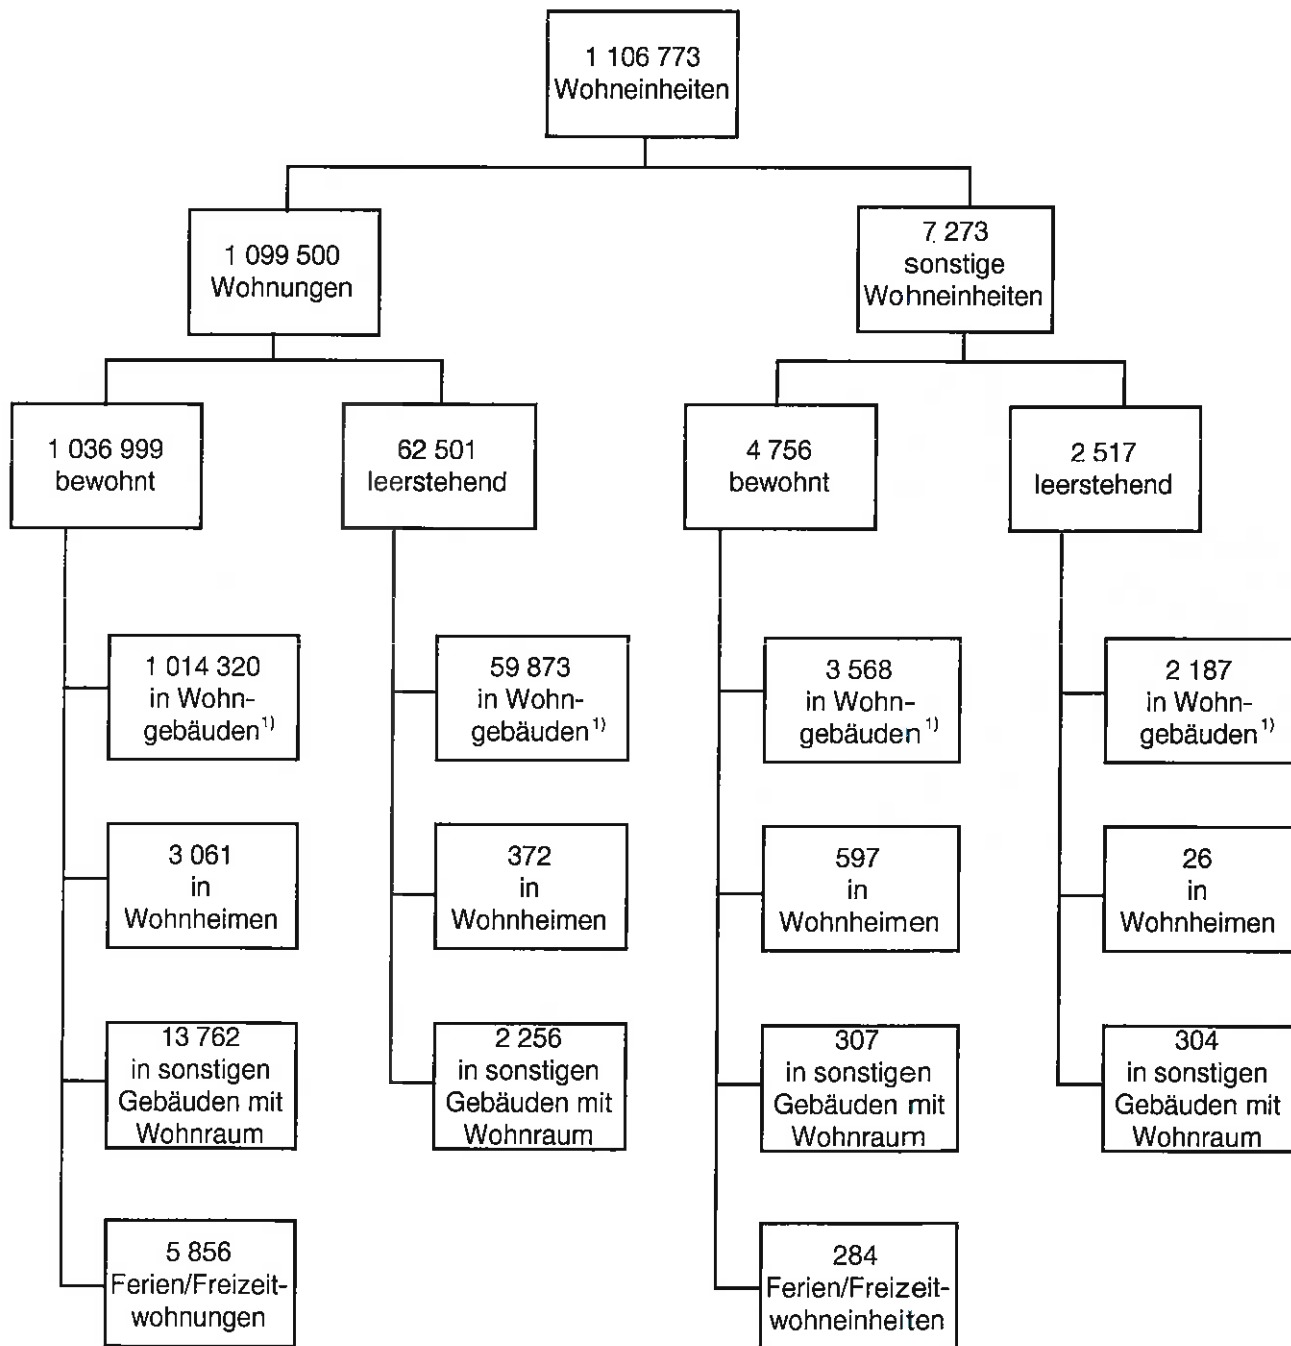 1 106 773
Wohneinheiten
1 099 500
Wohnungen
7 273
sonstige
Wohneinheiten
1 036 999
bewohnt
62 501
leerstehend
4 756
bewohnt
2 517
leerstehend
1 014 320
in Wohn-
gebäuden¹⁾
59 873
in Wohn-
gebäuden¹⁾
3 568
in Wohn-
gebäuden¹⁾
2 187
in Wohn-
gebäuden¹⁾
3 061
in
Wohnheimen
372
in
Wohnheimen
597
in
Wohnheimen
26
in
Wohnheimen
13 762
in sonstigen
Gebäuden mit
Wohnraum
2 256
in sonstigen
Gebäuden mit
Wohnraum
307
in sonstigen
Gebäuden mit
Wohnraum
304
in sonstigen
Gebäuden mit
Wohnraum
5 856
Ferien/Freizeit-
wohnungen
284
Ferien/Freizeit-
wohneinheiten